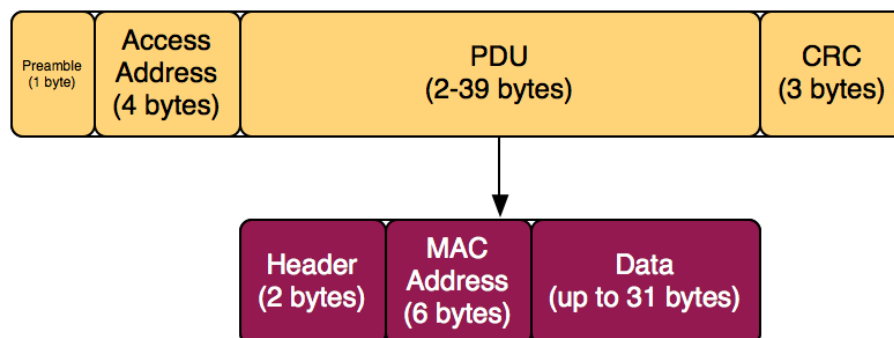 Preamble
(1 byte)
Access
Address
(4 bytes)
PDU
(2-39 bytes)
CRC
(3 bytes)
Header
(2 bytes)
MAC
Address
(6 bytes)
Data
(up to 31 bytes)